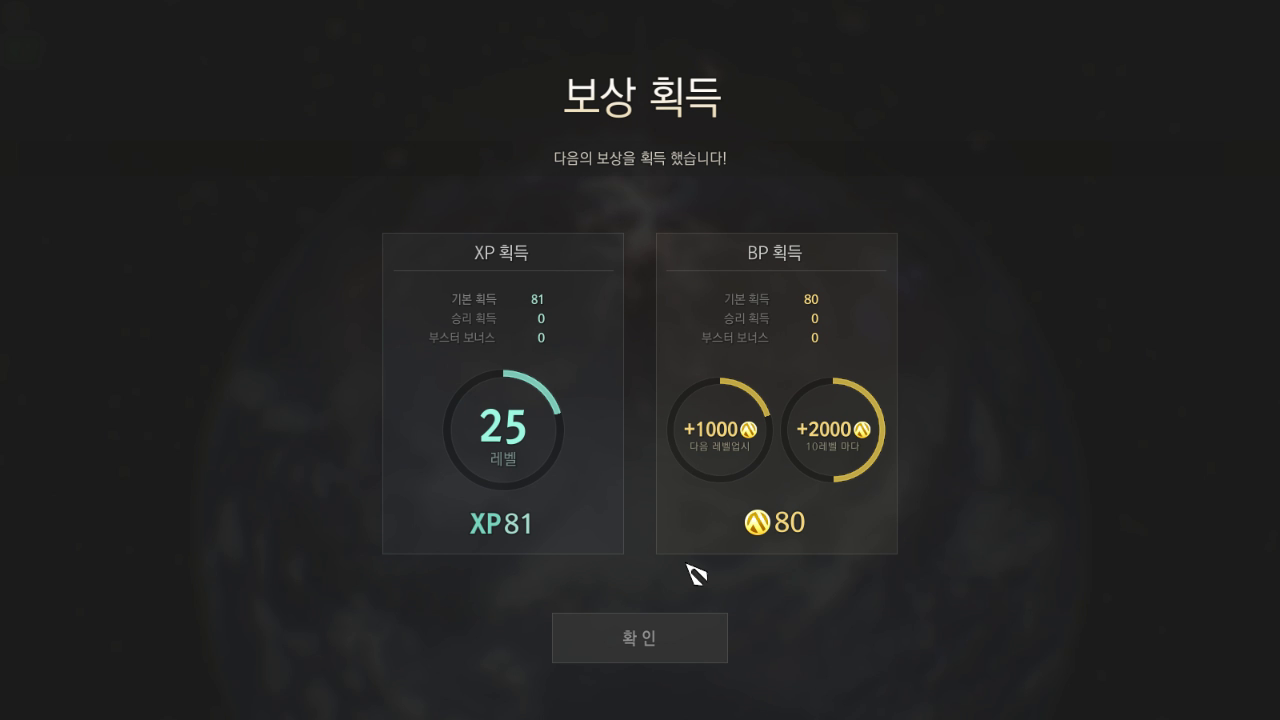 보상 획득
다음의 보상을 획득 했습니다!
XP 획득
기본 획득 81
승리 획득 0
부스터 보너스 0
25
레벨
XP81
BP 획득
기본 획득 80
승리 획득 0
부스터 보너스 0
+1000
다음 레벨업시
+2000
10레벨 마다
80
확 인